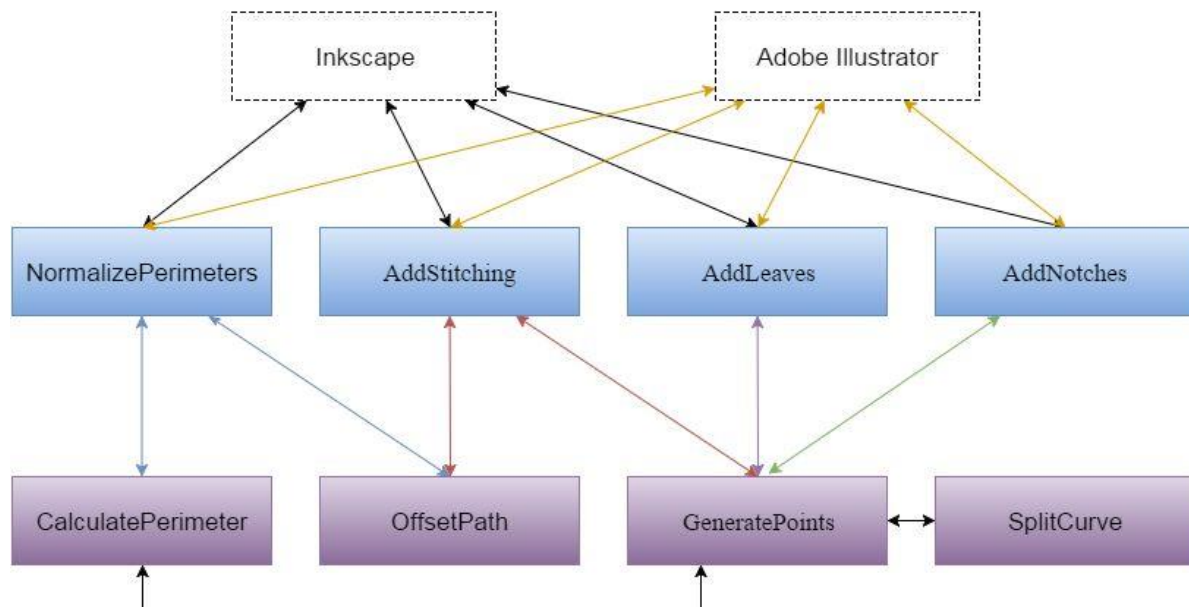 Inkscape
Adobe Illustrator
NormalizePerimeters
AddStitching
AddLeaves
AddNotches
CalculatePerimeter
OffsetPath
GeneratePoints
SplitCurve